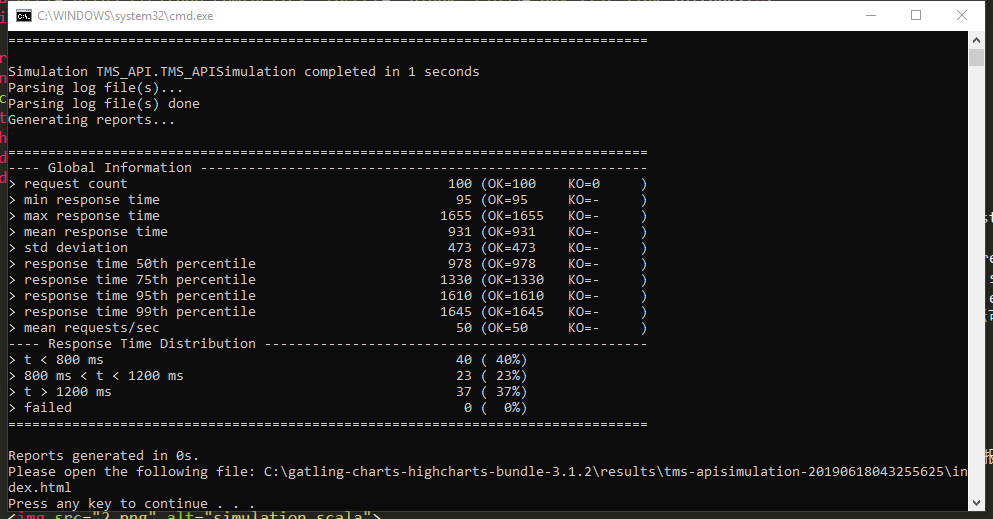 C:\WINDOWS\system32\cmd.exe
================================================================================
Simulation TMS_API.TMS_APISimulation completed in 1 seconds
Parsing log file(s)...
Parsing log file(s) done
Generating reports...
================================================================================
---- Global Information --------------------------------------------------------
> request count                                        100 (OK=100    KO=0     )
> min response time                                     95 (OK=95     KO=-     )
> max response time                                   1655 (OK=1655   KO=-     )
> mean response time                                   931 (OK=931    KO=-     )
> std deviation                                        473 (OK=473    KO=-     )
> response time 50th percentile                        978 (OK=978    KO=-     )
> response time 75th percentile                       1330 (OK=1330   KO=-     )
> response time 95th percentile                       1610 (OK=1610   KO=-     )
> response time 99th percentile                       1645 (OK=1645   KO=-     )
> mean requests/sec                                     50 (OK=50     KO=-     )
---- Response Time Distribution ------------------------------------------------
> t < 800 ms                                            40 ( 40%)
> 800 ms < t < 1200 ms                                  23 ( 23%)
> t > 1200 ms                                           37 ( 37%)
> failed                                                 0 (  0%)
================================================================================
Reports generated in 0s.
Please open the following file: C:\gatling-charts-highcharts-bundle-3.1.2\results\tms-apisimulation-20190618043255625\in
dex.html
Press any key to continue . . .
<img src="2.png" alt="simulation.scala">